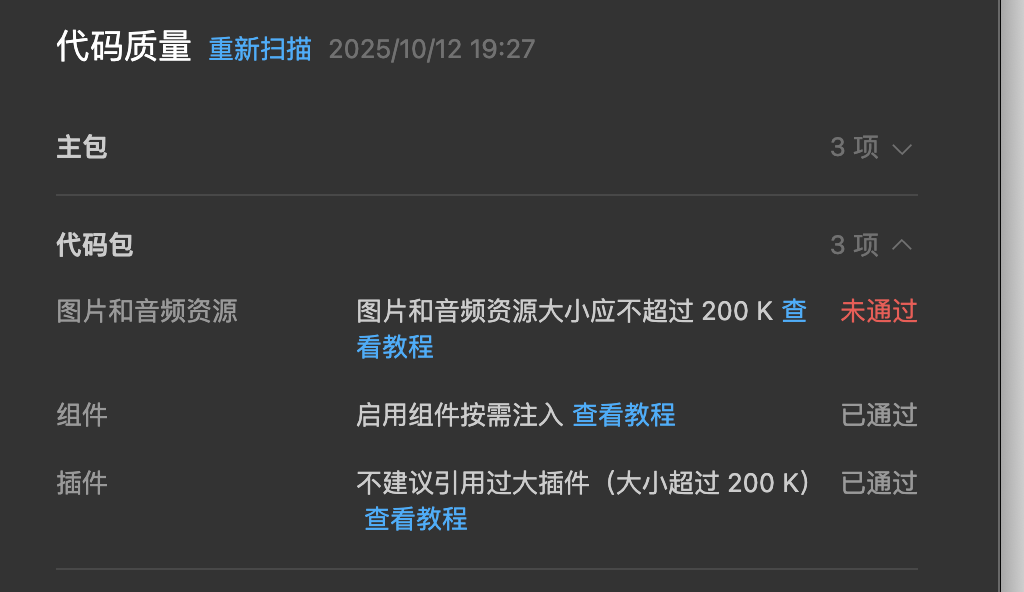 代码质量 重新扫描 2025/10/12 19:27
主包 3 项
代码包 3 项
图片和音频资源 图片和音频资源大小应不超过 200 K 查 未通过
看教程
组件 启用组件按需注入 查看教程 已通过
插件 不建议引用过大插件（大小超过 200 K） 已通过
查看教程